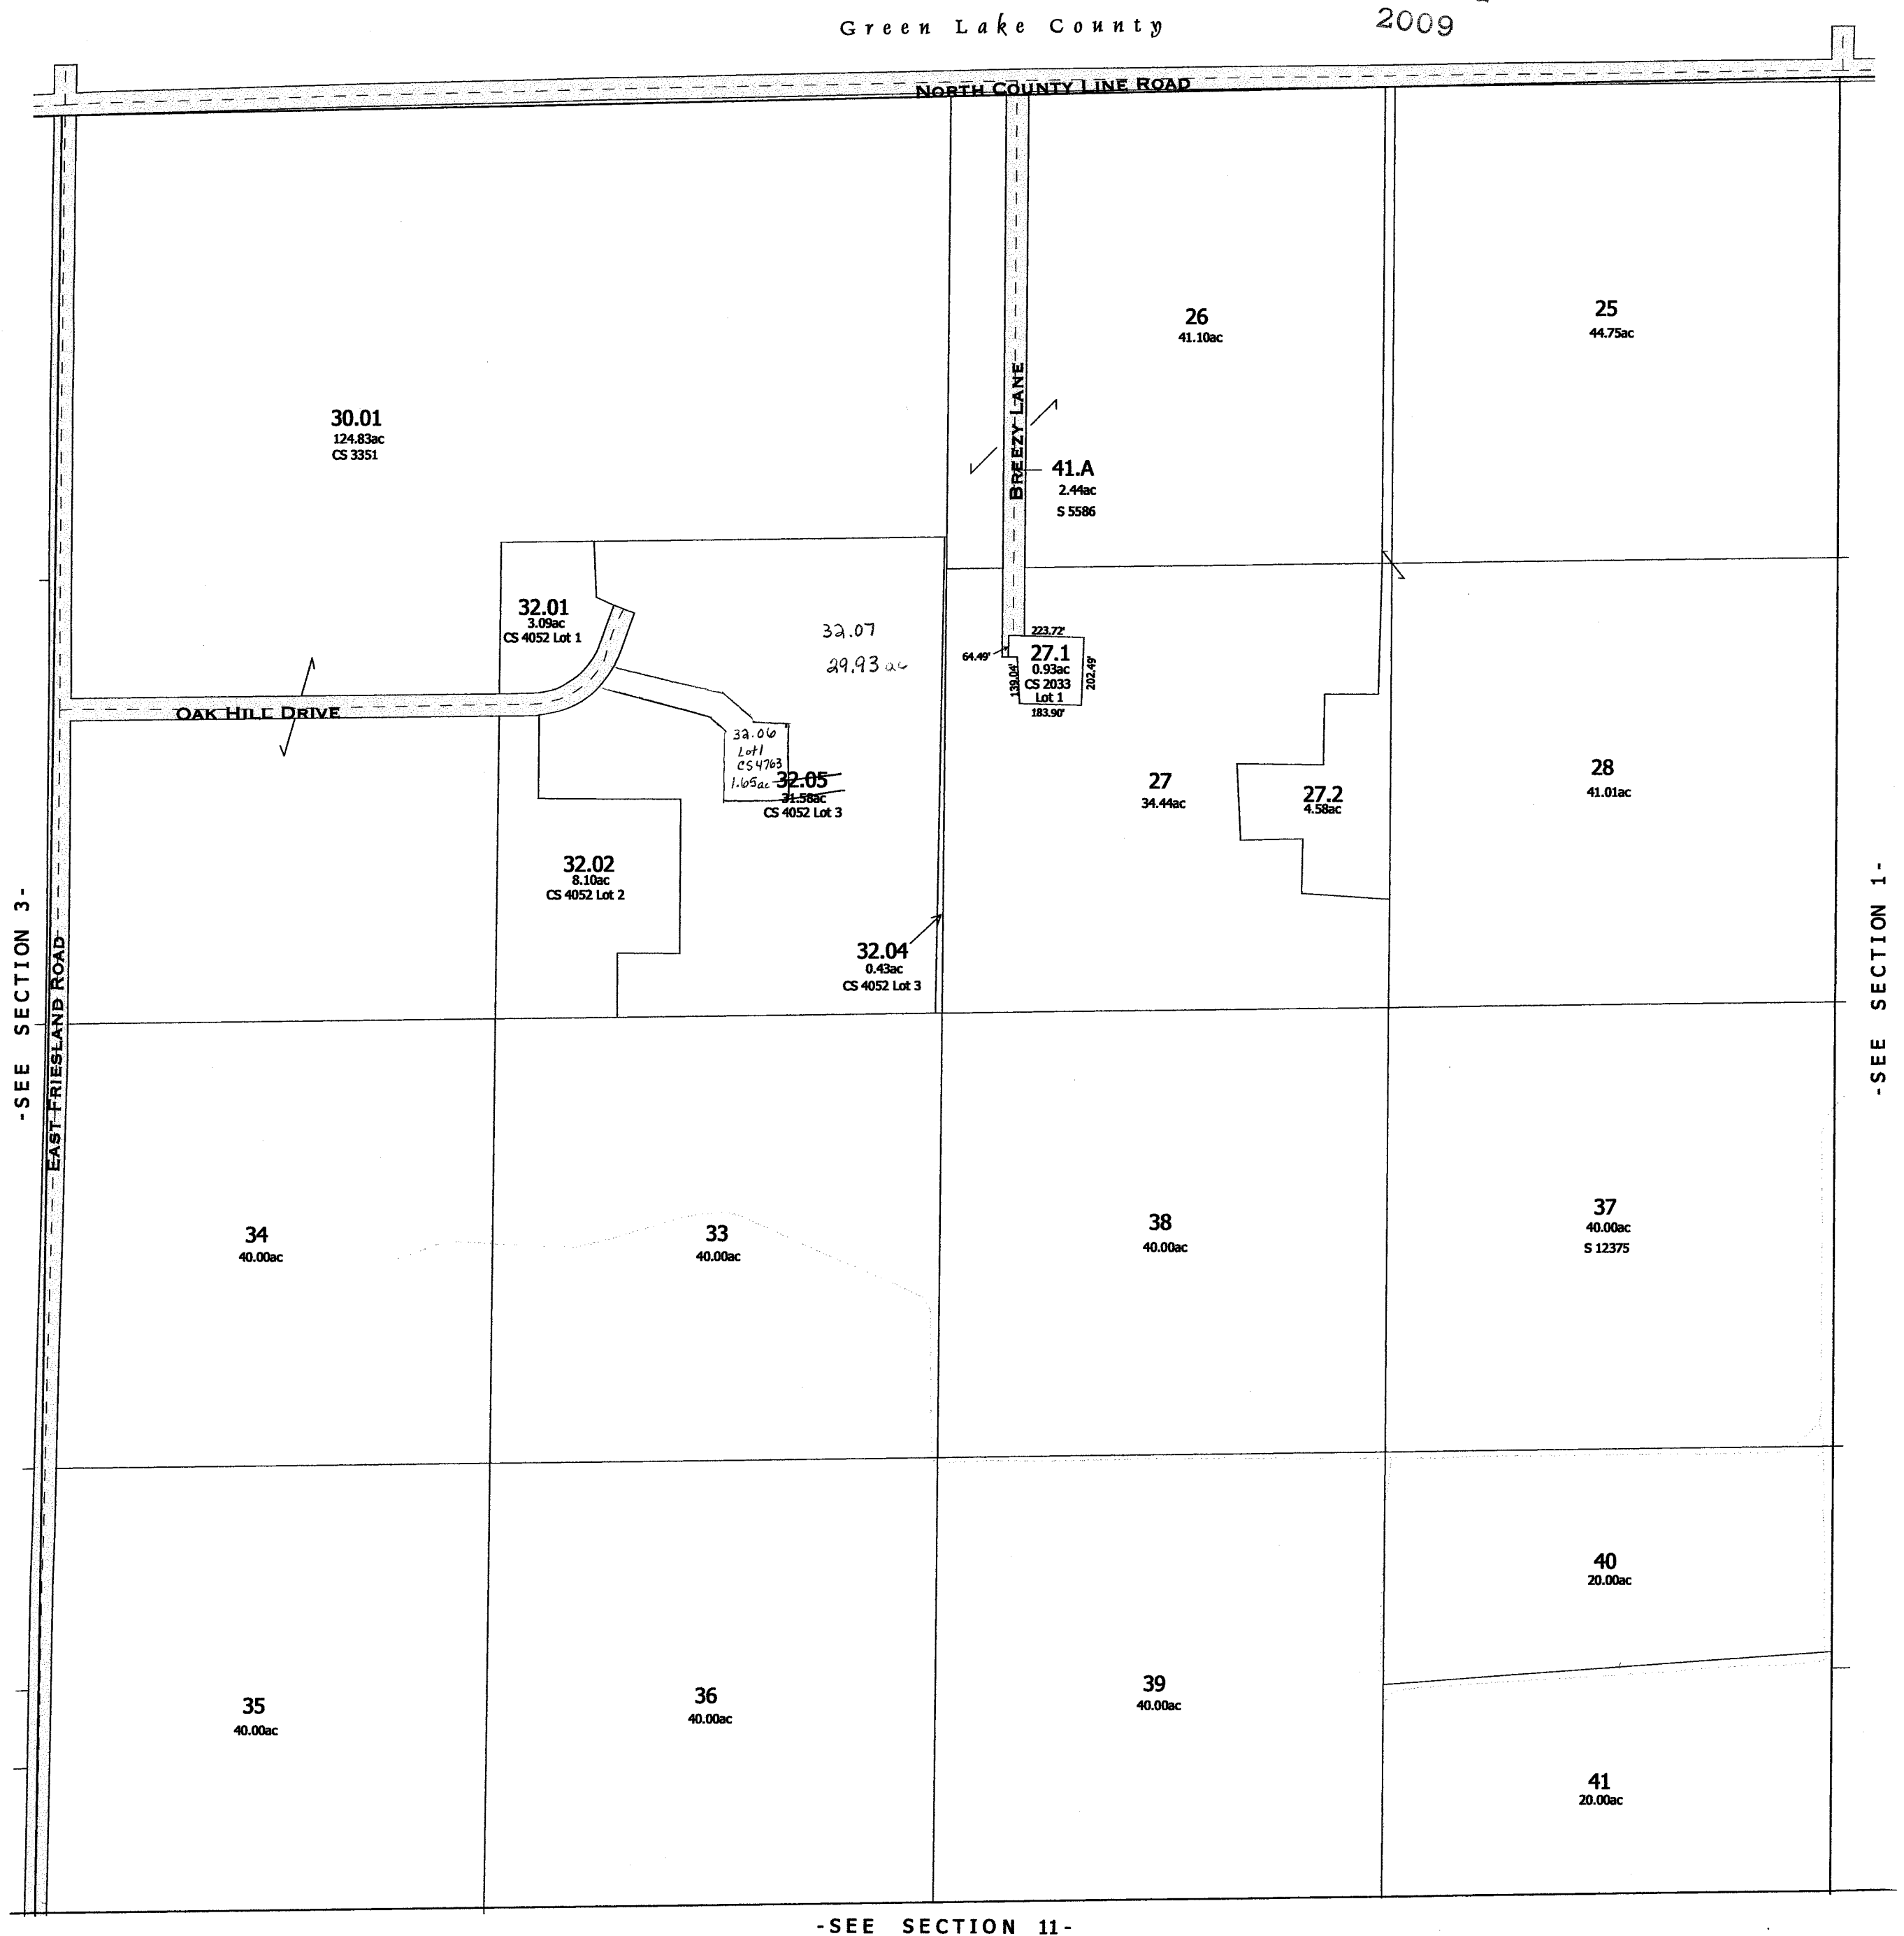 Green Lake County
2009
NORTH COUNTY LINE ROAD
26
41.10ac
25
44.75ac
30.01
124.83ac
CS 3351
BREEZY LANE
41.A
2.44ac
S 5586
32.01
3.09ac
CS 4052 Lot 1
32.07
29.93 ac
223.72'
64.49'
27.1
0.93ac
CS 2033
Lot 1
139.04'
202.49'
183.90'
OAK HILL DRIVE
32.06
Lot 1
CS 4763
1.65ac
32.05
31.58ac
CS 4052 Lot 3
27
34.44ac
27.2
4.58ac
28
41.01ac
32.02
8.10ac
CS 4052 Lot 2
32.04
0.43ac
CS 4052 Lot 3
-SEE SECTION 3-
EAST FRIESLAND ROAD
-SEE SECTION 1-
34
40.00ac
33
40.00ac
38
40.00ac
37
40.00ac
S 12375
40
20.00ac
35
40.00ac
36
40.00ac
39
40.00ac
41
20.00ac
-SEE SECTION 11-